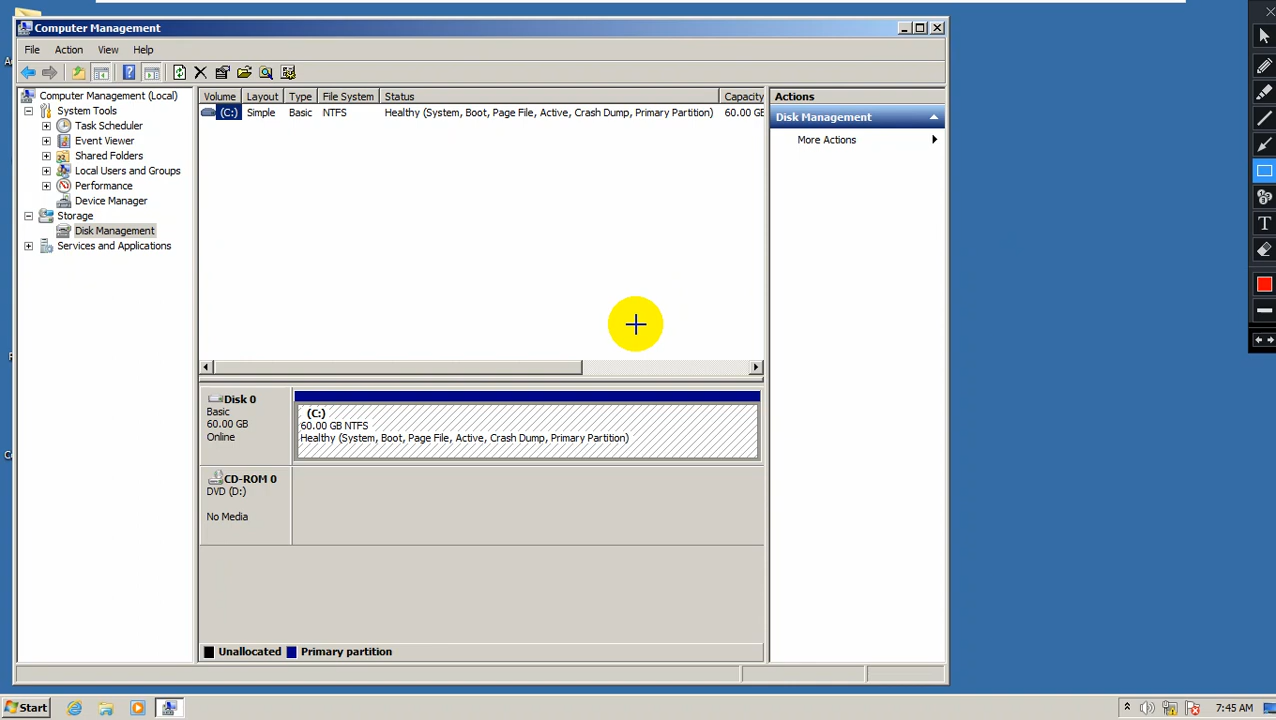 Computer Management
File Action View Help
Computer Management (Local)
System Tools
Task Scheduler
Event Viewer
Shared Folders
Local Users and Groups
Performance
Device Manager
Storage
Disk Management
Services and Applications
Volume Layout Type File System Status Capacity
(C:) Simple Basic NTFS Healthy (System, Boot, Page File, Active, Crash Dump, Primary Partition) 60.00 GB
Disk 0
Basic
60.00 GB
Online
(C:)
60.00 GB NTFS
Healthy (System, Boot, Page File, Active, Crash Dump, Primary Partition)
CD-ROM 0
DVD (D:)
No Media
Unallocated Primary partition
Actions
Disk Management
More Actions
T
Start
7:45 AM